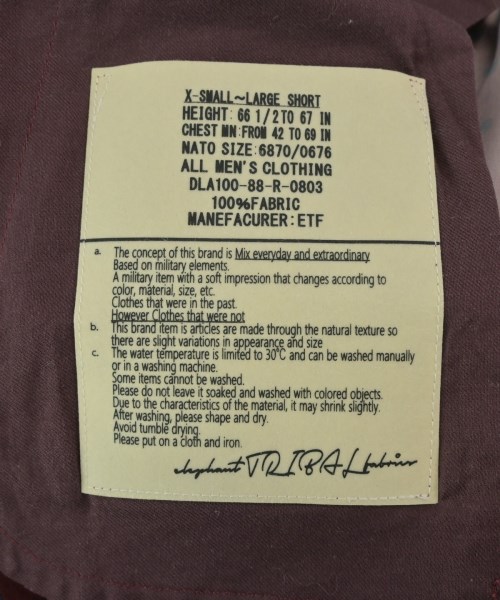 X-SMALL~LARGE SHORT
HEIGHT: 66 1/2 TO 67 IN
CHEST MN:FROM 42 TO 69 IN
NATO SIZE:6870/0676
ALL MEN'S CLOTHING
DLA100-88-R-0803
100%FABRIC
MANEFACURER:ETF
a. The concept of this brand is Mix everyday and extraordinary
Based on military elements.
A military item with a soft impression that changes according to
color, material, size, etc.
Clothes that were in the past.
However Clothes that were not
b. This brand item is articles are made through the natural texture so
there are slight variations in appearance and size
c. The water temperature is limited to 30°C and can be washed manually
or in a washing machine.
Some items cannot be washed.
Please do not leave it soaked and washed with colored objects.
Due to the characteristics of the material, it may shrink slightly.
After washing, please shape and dry.
Avoid tumble drying.
Please put on a cloth and iron.
elephant TRIBAL fabrics